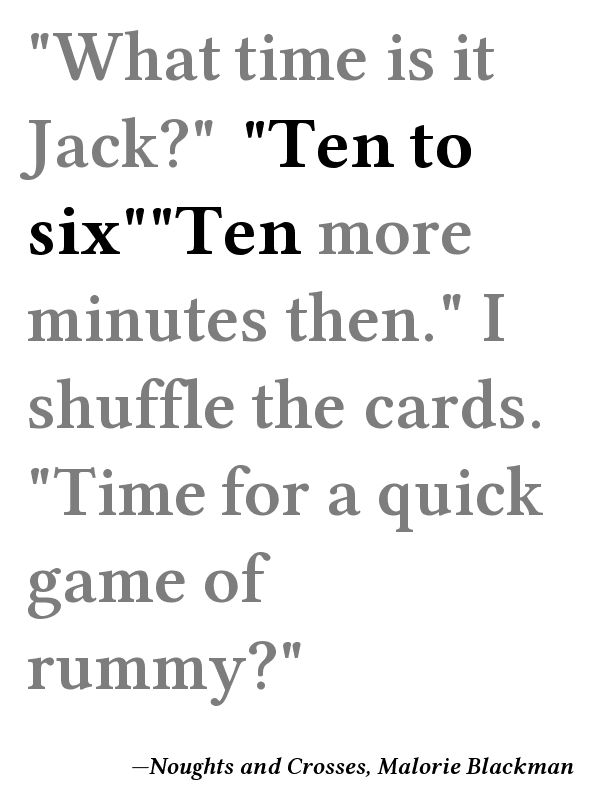 "What time is it
Jack?"  "Ten to
six""Ten more
minutes then." I
shuffle the cards.
"Time for a quick
game of
rummy?"
—Noughts and Crosses, Malorie Blackman